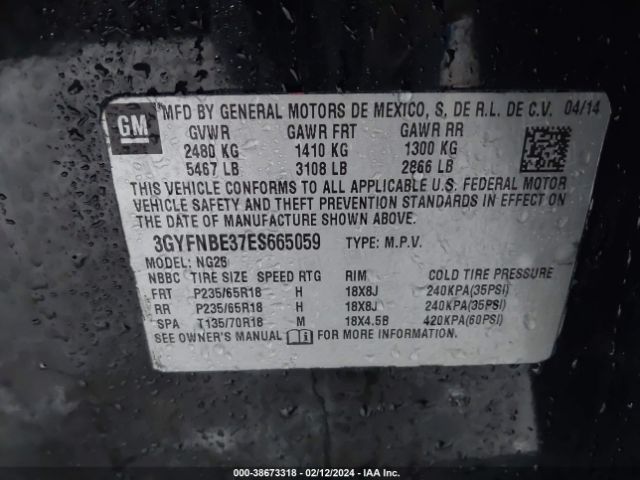 GM
MFD BY GENERAL MOTORS DE MEXICO, S. DE R.L. DE C.V. 04/14
GVWR GAWR FRT GAWR RR
2480 KG 1410 KG 1300 KG
5467 LB 3108 LB 2866 LB
THIS VEHICLE CONFORMS TO ALL APPLICABLE U.S. FEDERAL MOTOR
VEHICLE SAFETY AND THEFT PREVENTION STANDARDS IN EFFECT ON
THE DATE OF MANUFACTURE SHOWN ABOVE.
3GYFNBE37ES665059 TYPE: M.P.V.
MODEL: NG26
NBBC TIRE SIZE SPEED RTG RIM COLD TIRE PRESSURE
FRT P235/65R18 H 18X8J 240KPA(35PSI)
RR P235/65R18 H 18X8J 240KPA(35PSI)
SPA T135/70R18 M 18X4.5B 420KPA(60PSI)
SEE OWNER'S MANUAL FOR MORE INFORMATION.
000-38673318 - 02/12/2024 - IAA Inc.